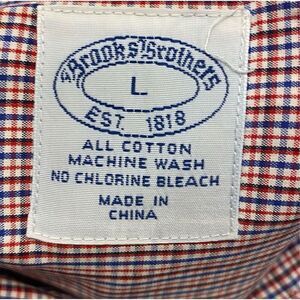 Brooks Brothers
L
EST. 1818
ALL COTTON
MACHINE WASH
NO CHLORINE BLEACH
MADE IN
CHINA